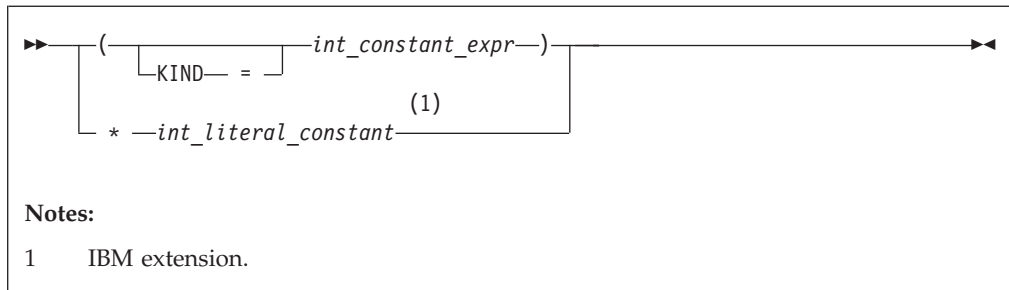 ( int_constant_expr )
KIND =
(1)
* int_literal_constant
Notes:
1 IBM extension.